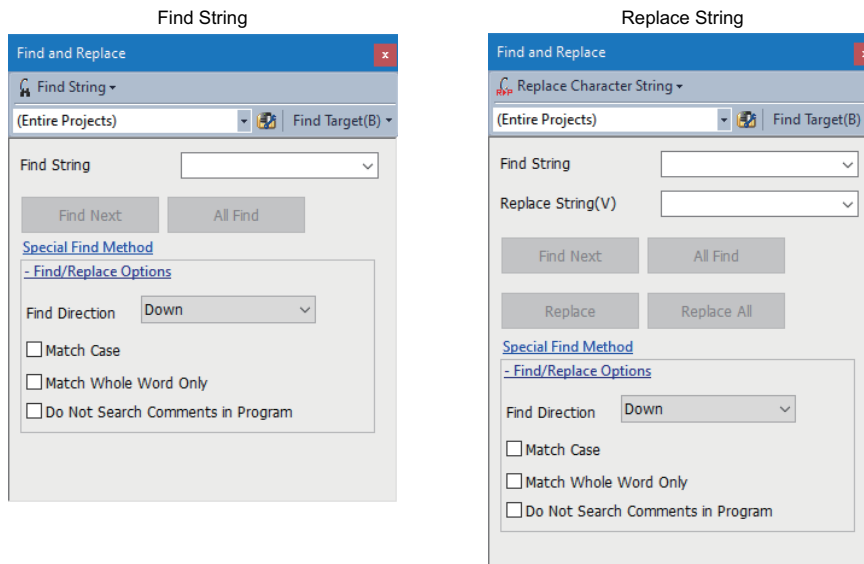 Find String
Find and Replace
x
Find String
(Entire Projects)
Find Target(B)
Find String
Find Next
All Find
Special Find Method
- Find/Replace Options
Find Direction
Down
Match Case
Match Whole Word Only
Do Not Search Comments in Program
Replace String
Find and Replace
x
Replace Character String
(Entire Projects)
Find Target(B)
Find String
Replace String(V)
Find Next
All Find
Replace
Replace All
Special Find Method
- Find/Replace Options
Find Direction
Down
Match Case
Match Whole Word Only
Do Not Search Comments in Program